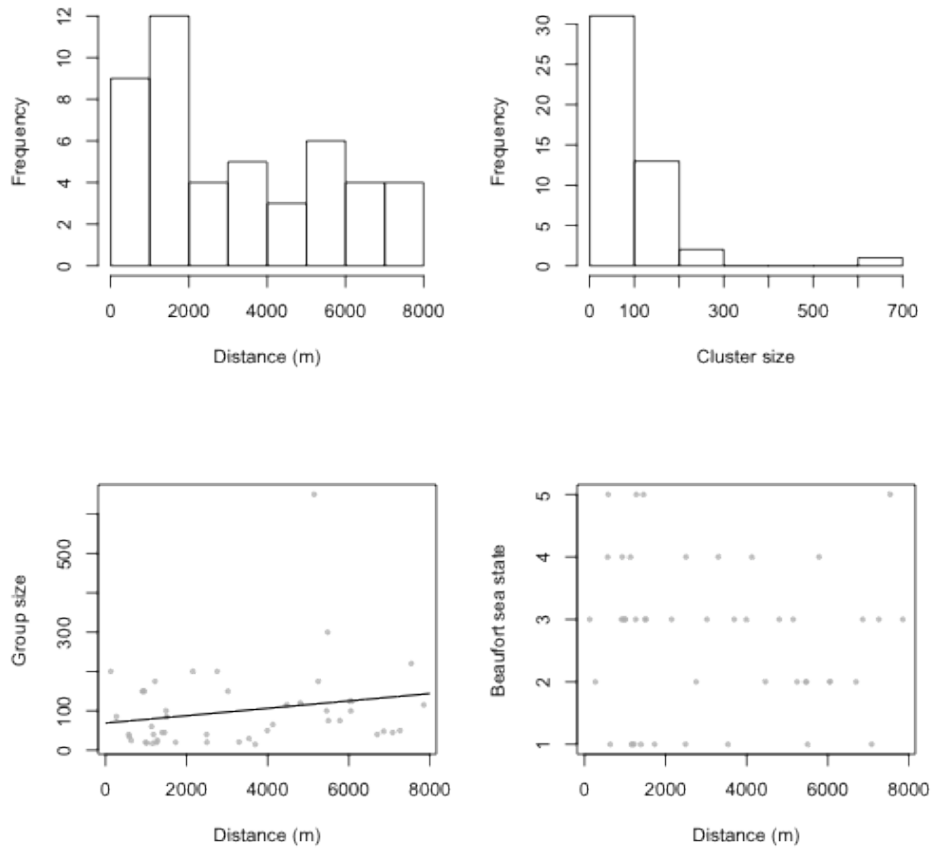 Frequency
0 2 4 6 8 10 12
0 2000 4000 6000 8000
Distance (m)
Frequency
0 5 10 15 20 25 30
0 100 300 500 700
Cluster size
Group size
0 100 300 500
0 2000 4000 6000 8000
Distance (m)
Beaufort sea state
1 2 3 4 5
0 2000 4000 6000 8000
Distance (m)